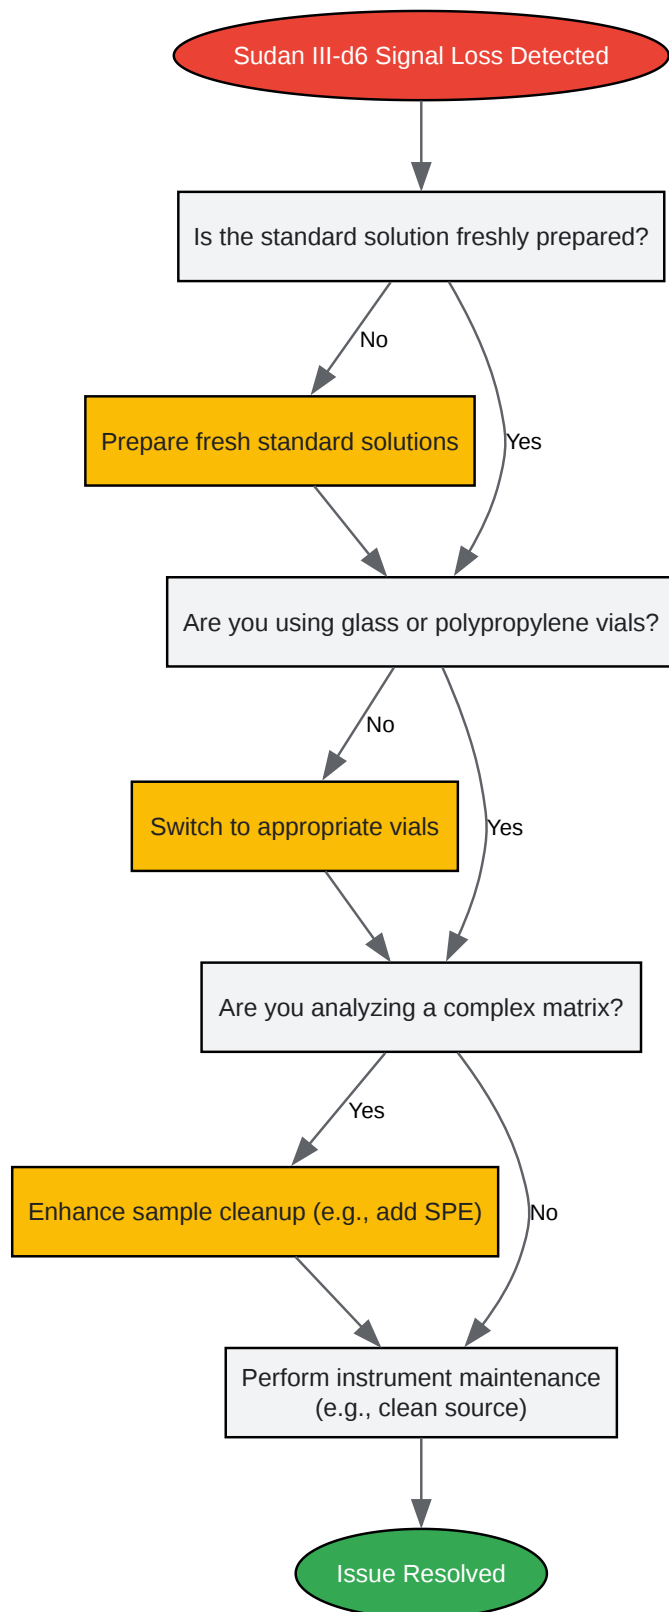 Sudan III-d6 Signal Loss Detected
Is the standard solution freshly prepared?
No
Prepare fresh standard solutions
Yes
Are you using glass or polypropylene vials?
No
Switch to appropriate vials
Yes
Are you analyzing a complex matrix?
Yes
Enhance sample cleanup (e.g., add SPE)
No
Perform instrument maintenance
(e.g., clean source)
Issue Resolved